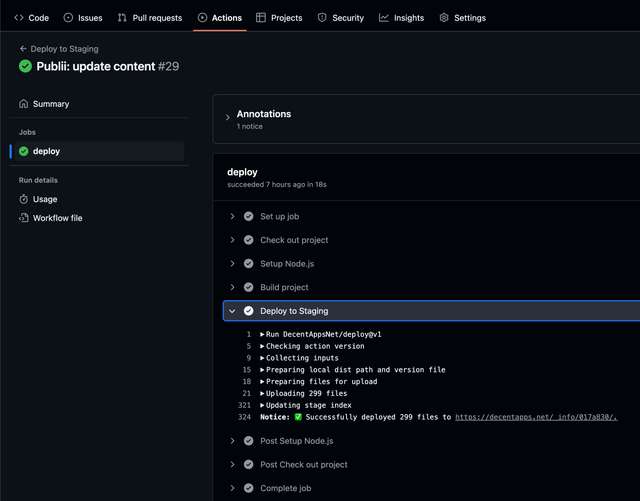 Code Issues Pull requests Actions Projects Security Insights Settings
Deploy to Staging
Publii: update content #29
Summary
Jobs
deploy
Run details
Usage
Workflow file
Annotations
1 notice
deploy
succeeded 7 hours ago in 18s
Set up job
Check out project
Setup Node.js
Build project
Deploy to Staging
1 Run DecentAppsNet/deploy@v1
5 Checking action version
9 Collecting inputs
15 Preparing local dist path and version file
18 Preparing files for upload
21 Uploading 299 files
321 Updating stage index
324 Notice: ✅ Successfully deployed 299 files to https://decentapps.net/_info/017a830/.
Post Setup Node.js
Post Check out project
Complete job